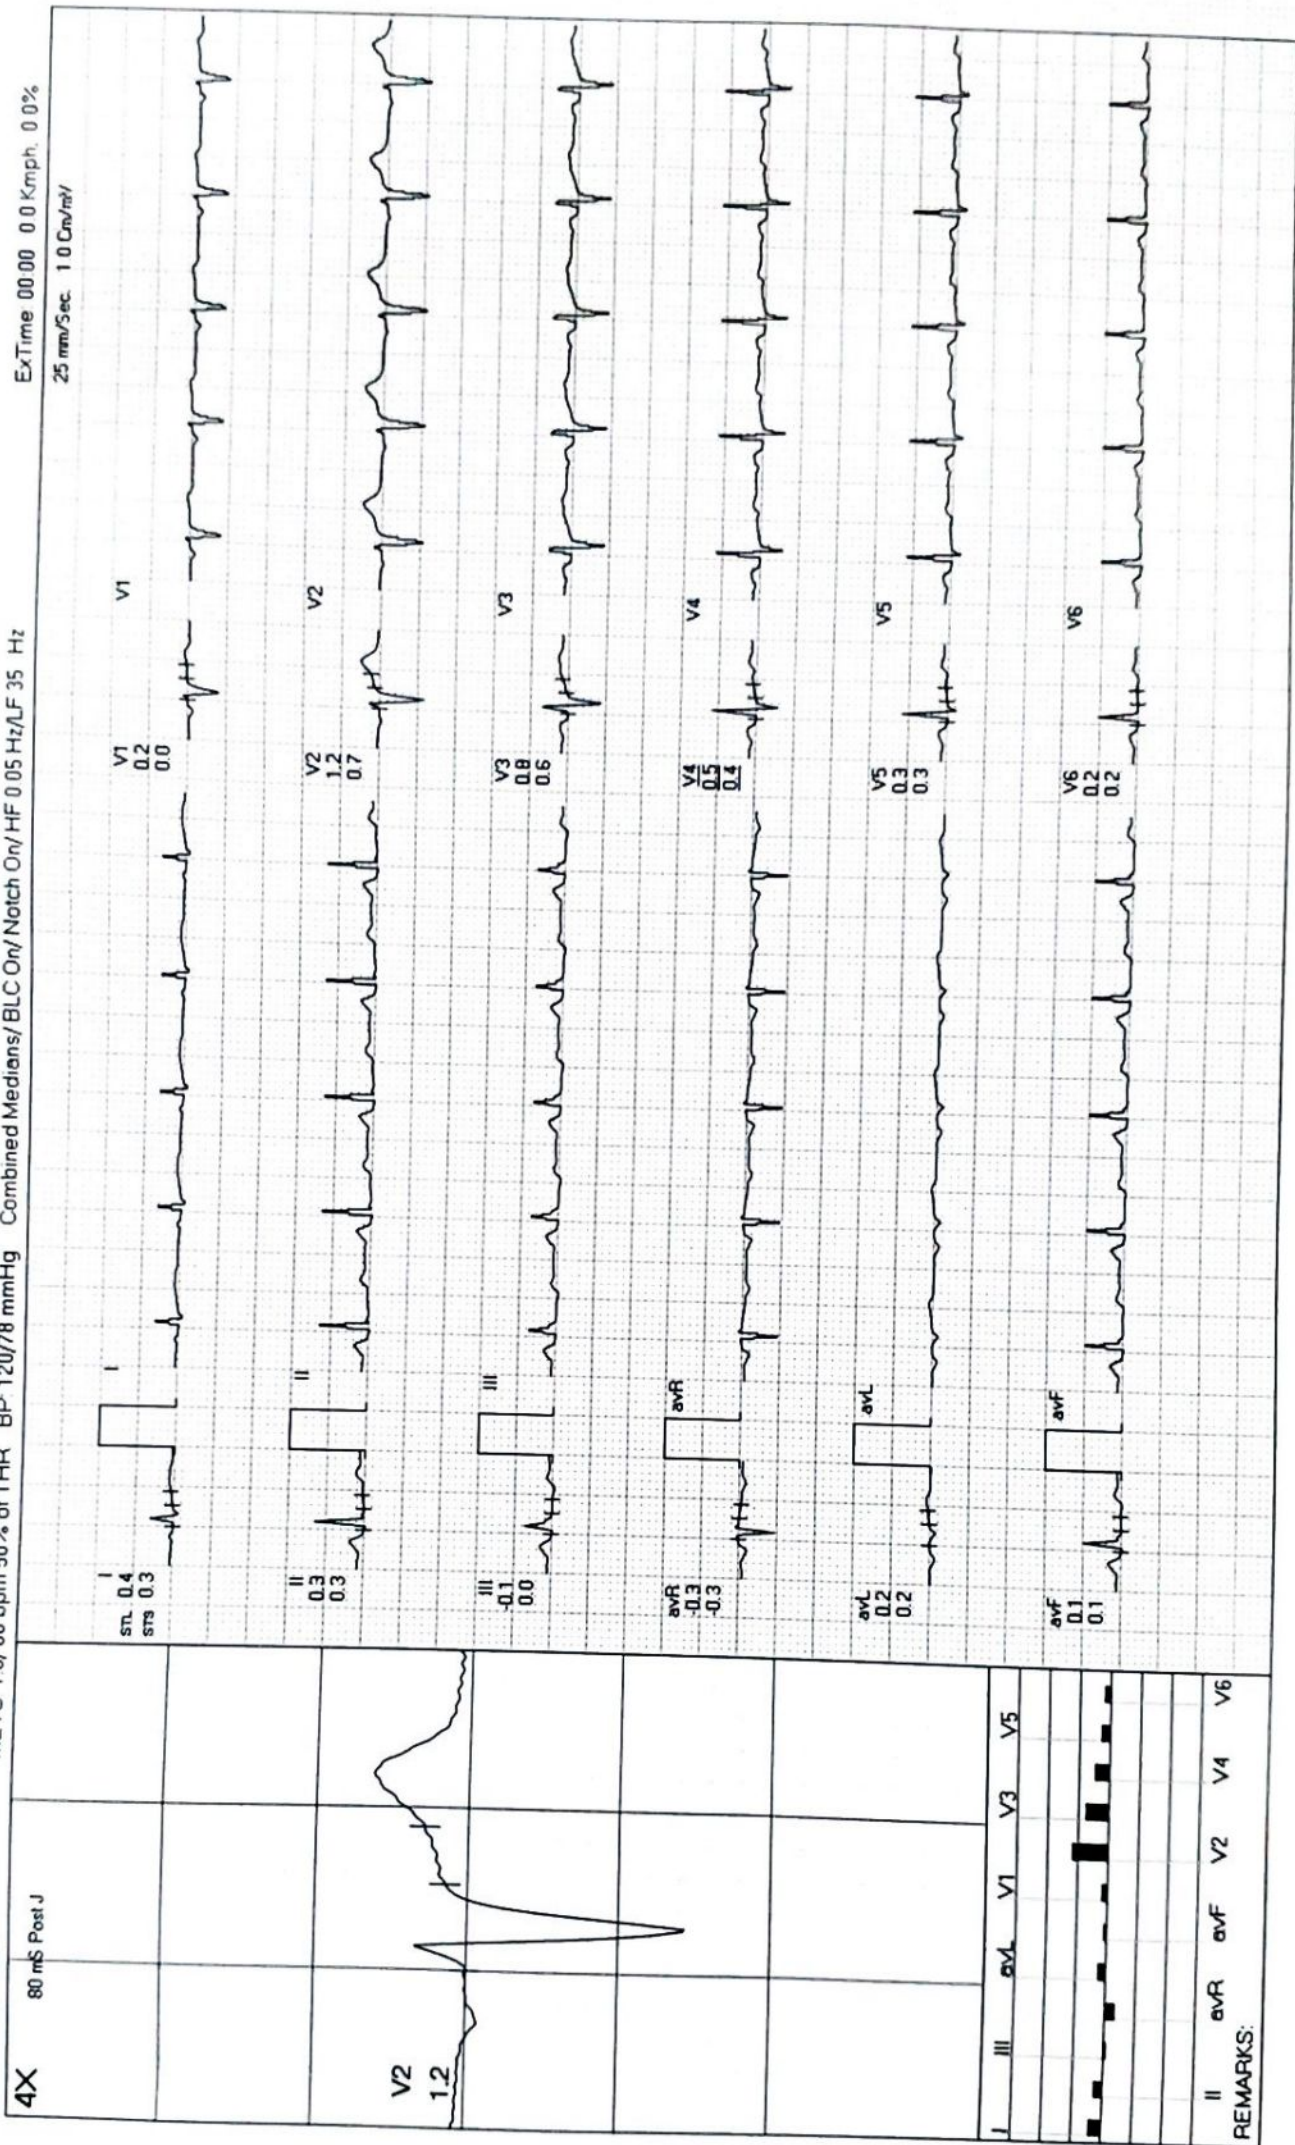 Combined Medians/ BLC On/ Notch On/ HF 0.05 Hz/LF 35 Hz
ExTime 00:00 0.0 Kmph, 0.0%
25 mm/Sec. 1.0 Cm/mV
4X
80 mS Post J
V2
1.2
I
STL 0.4
STS 0.3
I
V1
0.2
0.0
V1
II
0.3
0.3
II
V2
1.2
0.7
V2
III
-0.1
0.0
III
V3
0.8
0.6
V3
avR
-0.3
-0.3
avR
V4
0.5
0.4
V4
avL
0.2
0.2
avL
V5
0.3
0.3
V5
avF
0.1
0.1
avF
V6
0.2
0.2
V6
I III avL V1 V3 V5
II avR avF V2 V4 V6
REMARKS: